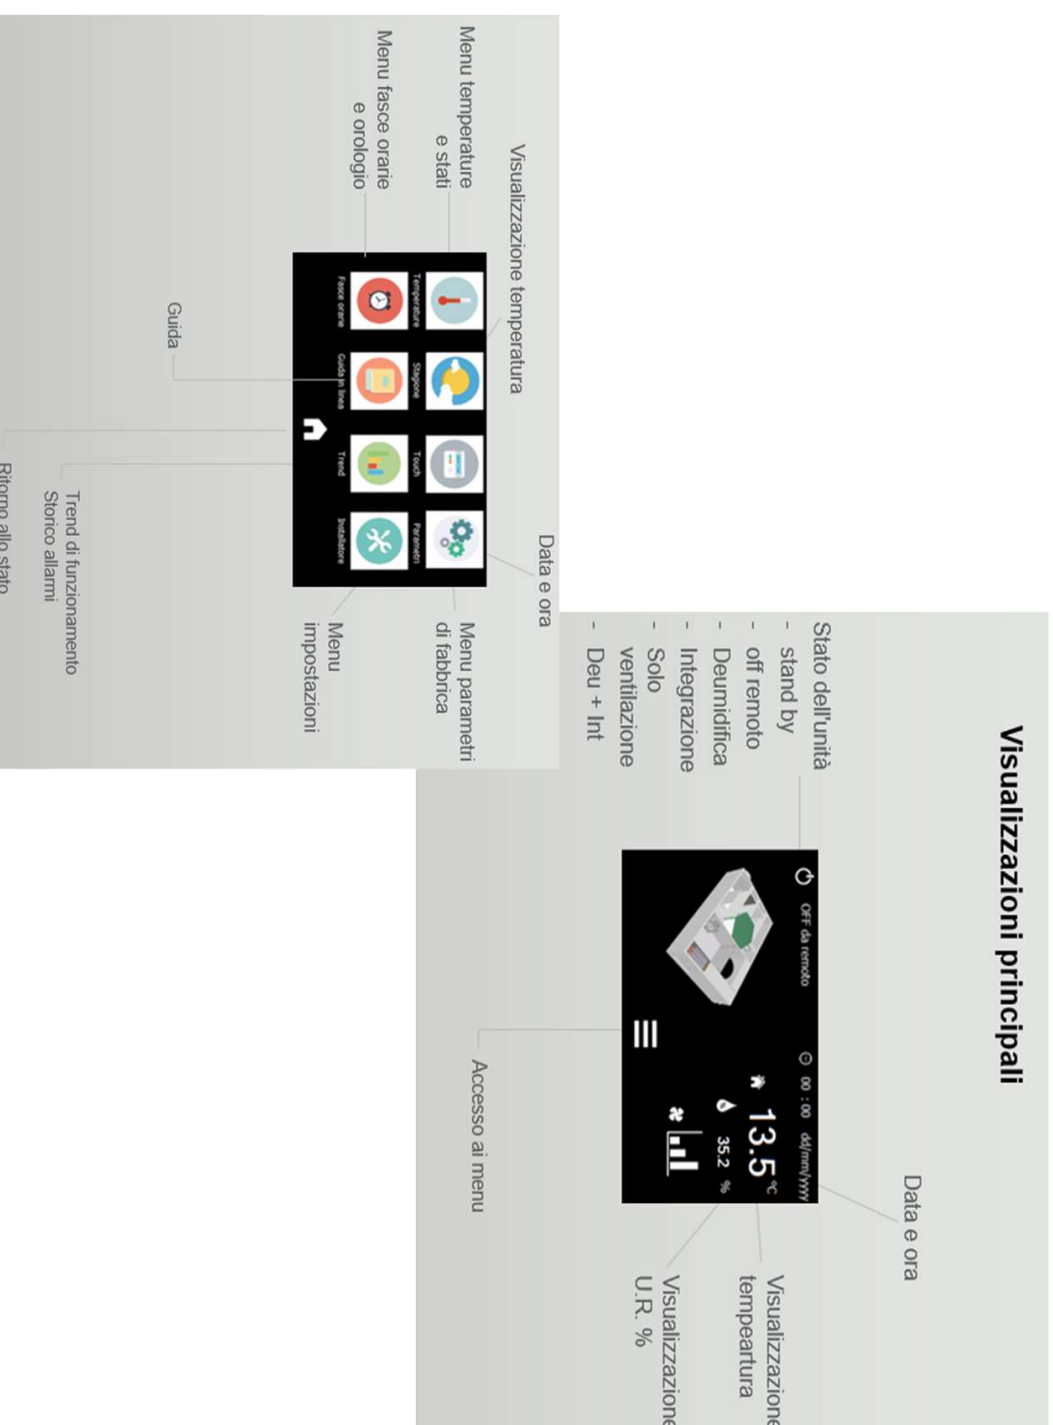 Visualizzazioni principali
Data e ora
Stato dell'unità
- stand by
- off remoto
- Deumidifica
- Integrazione
- Solo
ventilazione
- Deu + Int
OFF da remoto
00 : 00 dd/mm/yyyy
13.5 °C
35.2 %
Visualizzazione
tempeartura
Visualizzazione
U.R. %
Accesso ai menu
Data e ora
Visualizzazione temperatura
Menu temperature
e stati
Menu fasce orarie
e orologio
Temperature
Stagione
Touch
Parametri
Fasce orarie
Guida in linea
Trend
Installatore
Menu parametri
di fabbrica
Menu
impostazioni
Guida
Trend di funzionamento
Storico allarmi
Ritorno allo stato